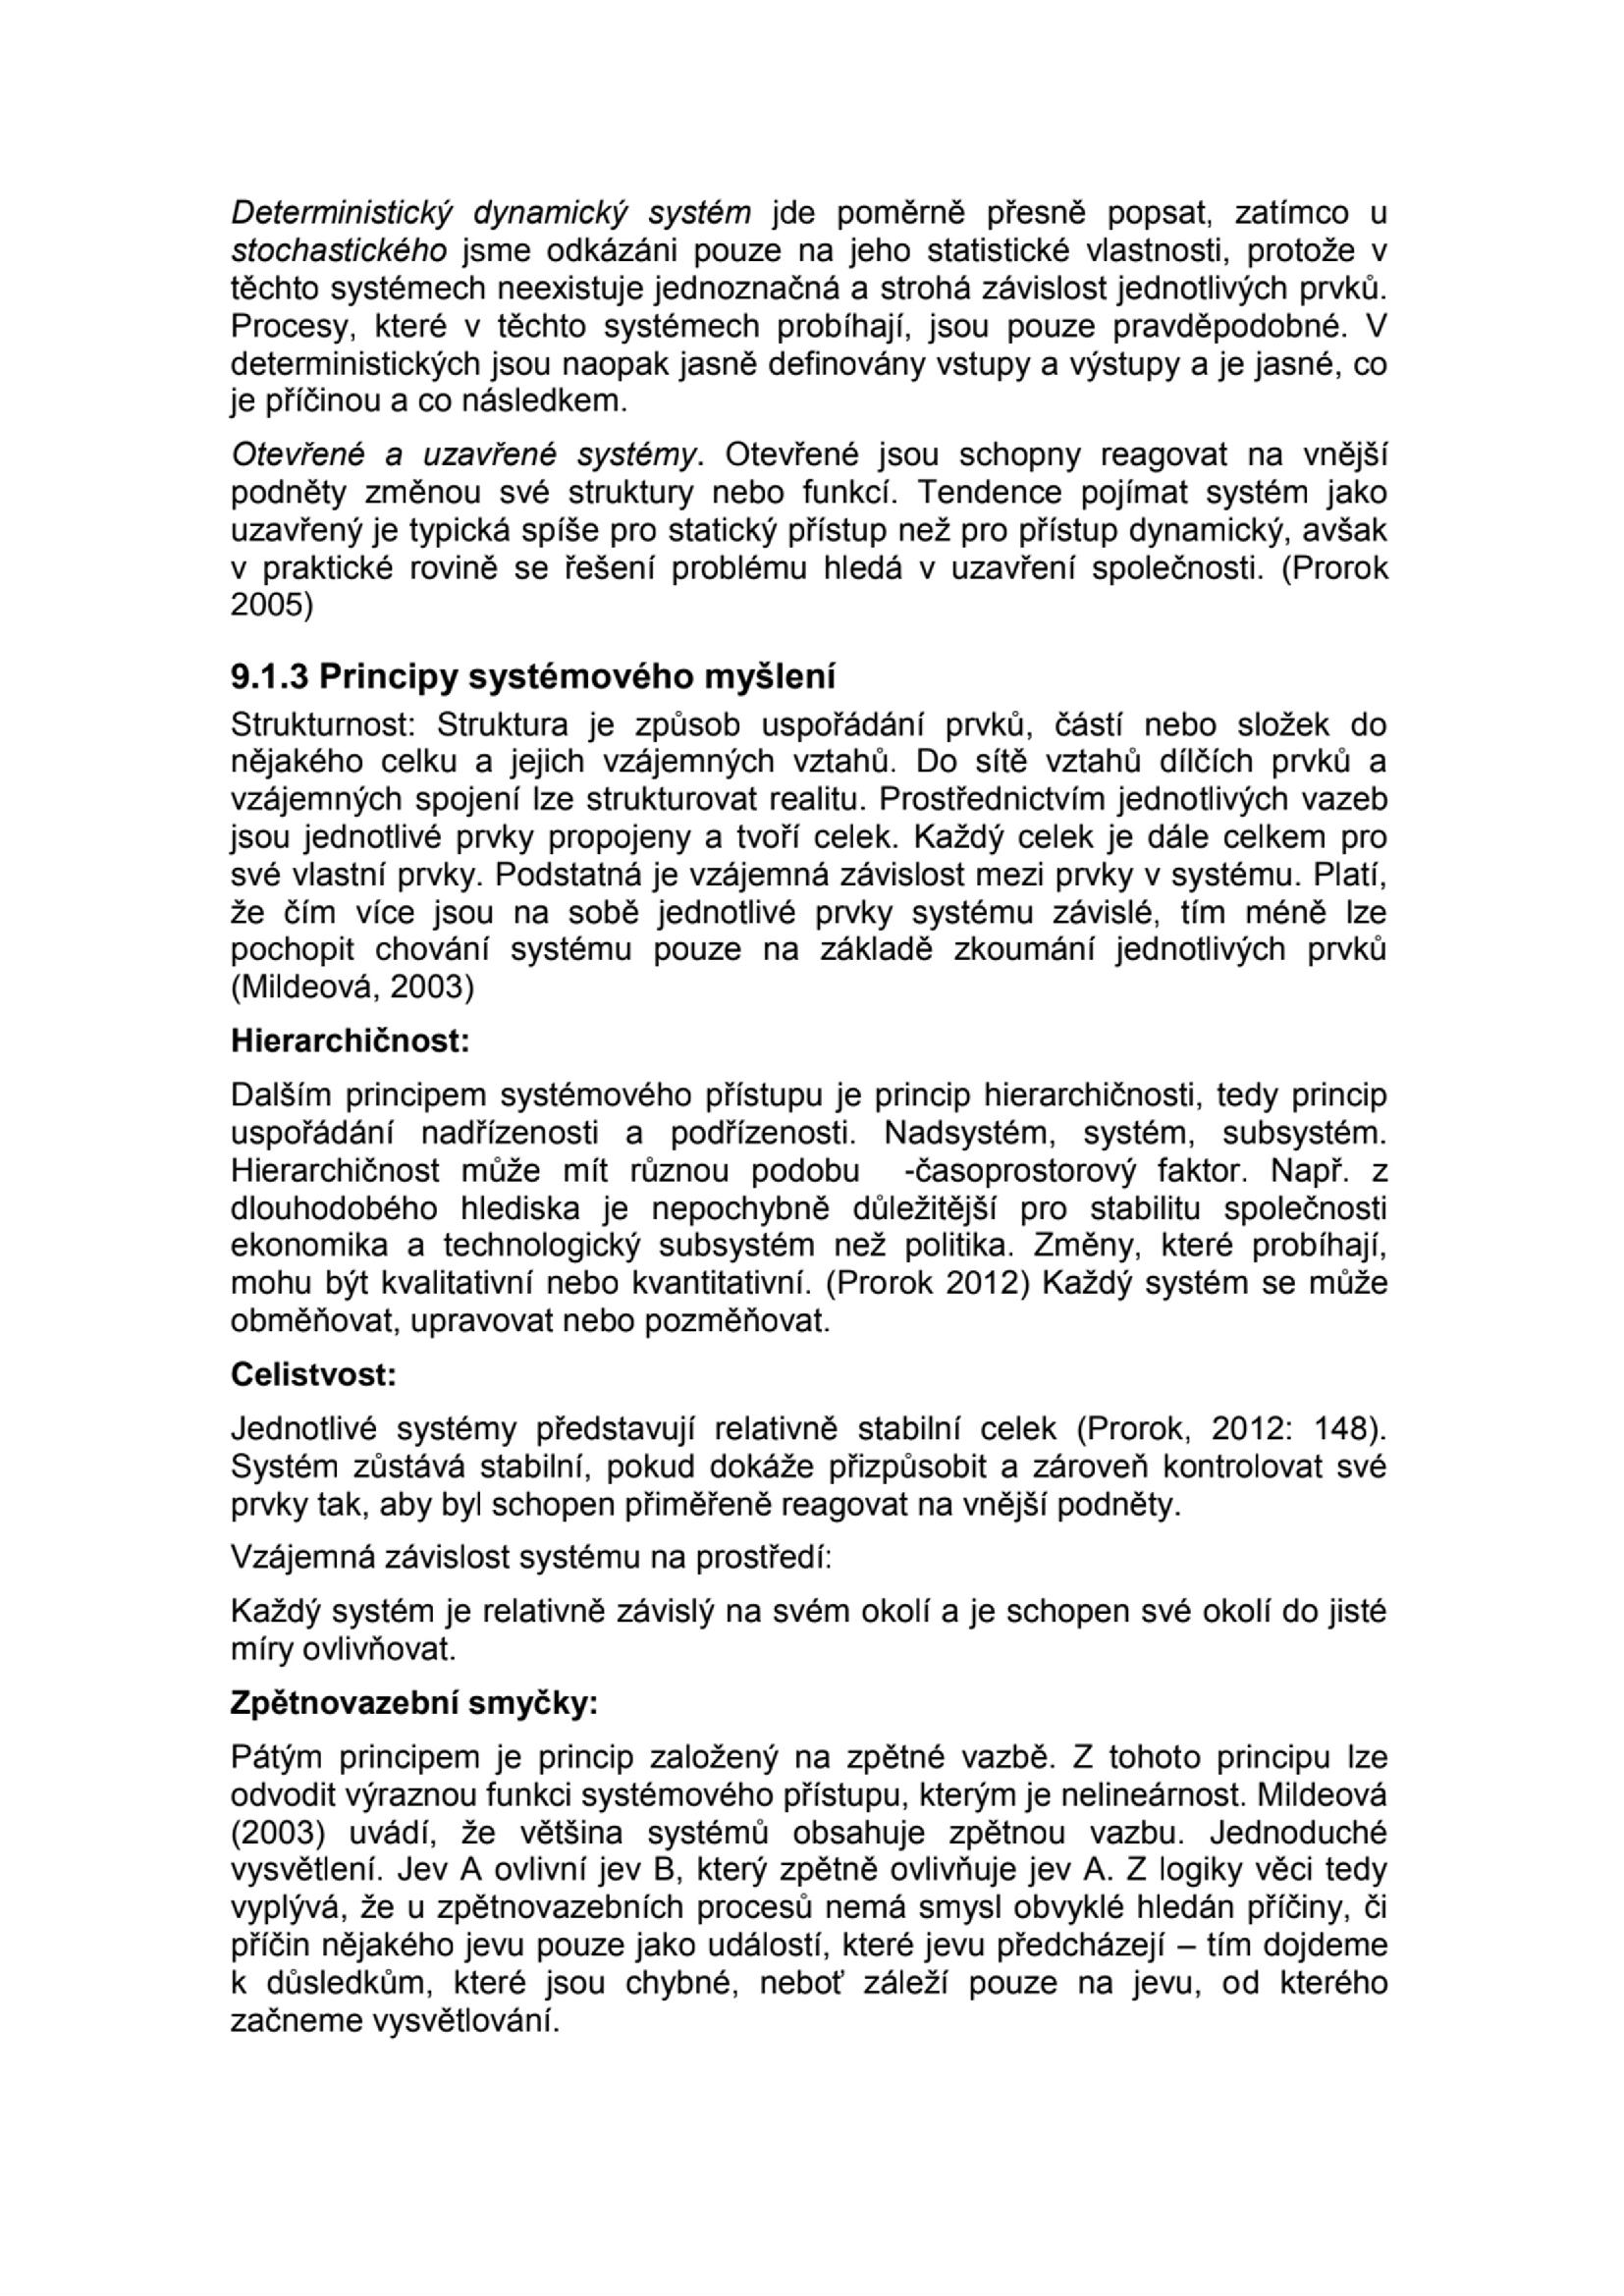 Deterministický dynamický systém jde poměrně přesně popsat, zatímco u
stochastického jsme odkázáni pouze na jeho statistické vlastnosti, protože v
těchto systémech neexistuje jednoznačná a strohá závislost jednotlivých prvků.
Procesy, které v těchto systémech probíhají, jsou pouze pravděpodobné. V
deterministických jsou naopak jasně definovány vstupy a výstupy a je jasné, co
je příčinou a co následkem.
Otevřené a uzavřené systémy. Otevřené jsou schopny reagovat na vnější
podněty změnou své struktury nebo funkcí. Tendence pojímat systém jako
uzavřený je typická spíše pro statický přístup než pro přístup dynamický, avšak
v praktické rovině se řešení problému hledá v uzavření společnosti. (Prorok
2005)
9.1.3 Principy systémového myšlení
Strukturnost: Struktura je způsob uspořádání prvků, částí nebo složek do
nějakého celku a jejich vzájemných vztahů. Do sítě vztahů dílčích prvků a
vzájemných spojení lze strukturovat realitu. Prostřednictvím jednotlivých vazeb
jsou jednotlivé prvky propojeny a tvoří celek. Každý celek je dále celkem pro
své vlastní prvky. Podstatná je vzájemná závislost mezi prvky v systému. Platí,
že čím více jsou na sobě jednotlivé prvky systému závislé, tím méně lze
pochopit chování systému pouze na základě zkoumání jednotlivých prvků
(Mildeová, 2003)
Hierarchičnost:
Dalším principem systémového přístupu je princip hierarchičnosti, tedy princip
uspořádání nadřízenosti a podřízenosti. Nadsystém, systém, subsystém.
Hierarchičnost může mít různou podobu -časoprostorový faktor. Např. z
dlouhodobého hlediska je nepochybně důležitější pro stabilitu společnosti
ekonomika a technologický subsystém než politika. Změny, které probíhají,
mohu být kvalitativní nebo kvantitativní. (Prorok 2012) Každý systém se může
obměňovat, upravovat nebo pozměňovat.
Celistvost:
Jednotlivé systémy představují relativně stabilní celek (Prorok, 2012: 148).
Systém zůstává stabilní, pokud dokáže přizpůsobit a zároveň kontrolovat své
prvky tak, aby byl schopen přiměřeně reagovat na vnější podněty.
Vzájemná závislost systému na prostředí:
Každý systém je relativně závislý na svém okolí a je schopen své okolí do jisté
míry ovlivňovat.
Zpětnovazební smyčky:
Pátým principem je princip založený na zpětné vazbě. Z tohoto principu lze
odvodit výraznou funkci systémového přístupu, kterým je nelineárnost. Mildeová
(2003) uvádí, že většina systémů obsahuje zpětnou vazbu. Jednoduché
vysvětlení. Jev A ovlivní jev B, který zpětně ovlivňuje jev A. Z logiky věci tedy
vyplývá, že u zpětnovazebních procesů nemá smysl obvyklé hledán příčiny, či
příčin nějakého jevu pouze jako událostí, které jevu předcházejí – tím dojdeme
k důsledkům, které jsou chybné, neboť záleží pouze na jevu, od kterého
začneme vysvětlování.